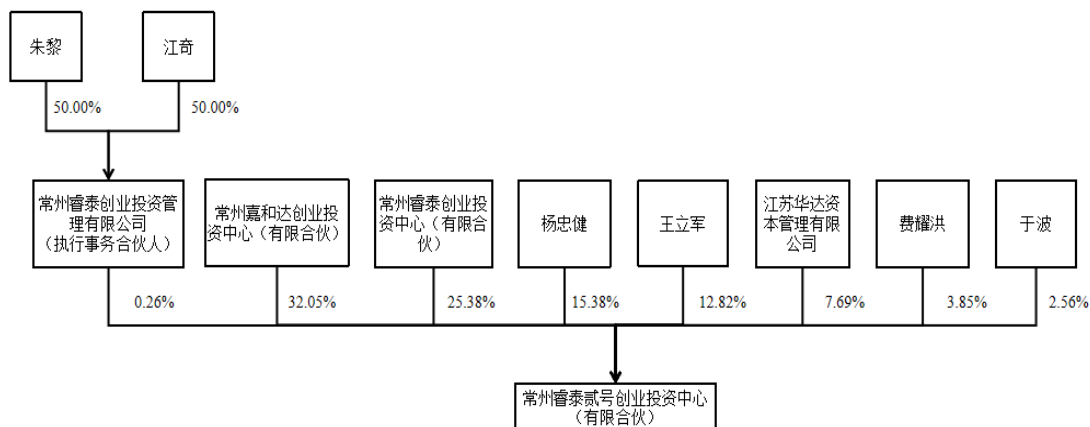 朱黎
江奇
50.00%
50.00%
常州睿泰创业投资管
理有限公司
（执行事务合伙人）
常州嘉和达创业投
资中心（有限合伙）
常州睿泰创业投
资中心（有限合
伙）
杨忠健
王立军
江苏华达资
本管理有限
公司
费耀洪
于波
0.26%
32.05%
25.38%
15.38%
12.82%
7.69%
3.85%
2.56%
常州睿泰贰号创业投资中心
（有限合伙）